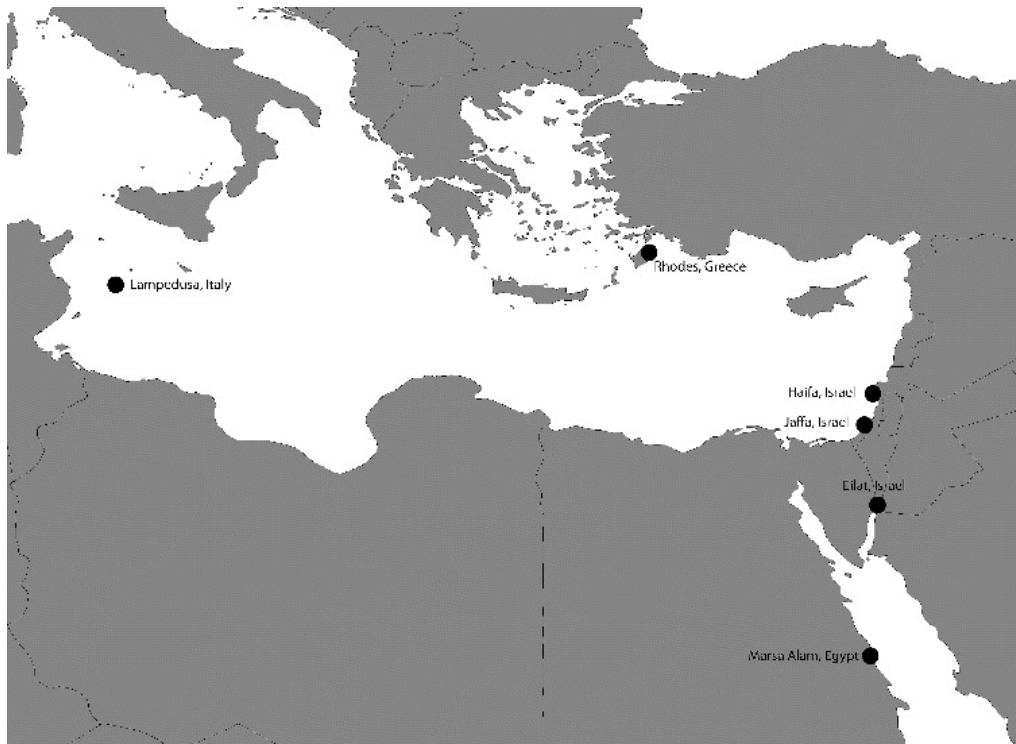 Rhodes, Greece
Lampedusa, Italy
Haifa, Israel
Jaffa, Israel
Eilat, Israel
Marsa Alam, Egypt